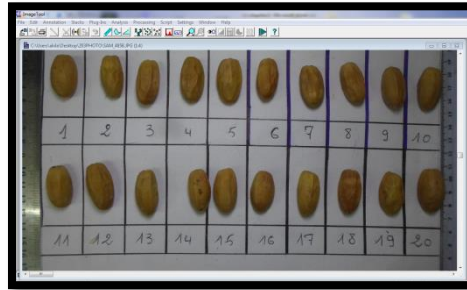 File Edit Annotation Stacks Plug-ins Analysis Processing Script Settings Window Help
1 2 3 4 5 6 7 8 9 10
11 12 13 14 15 16 17 18 19 20